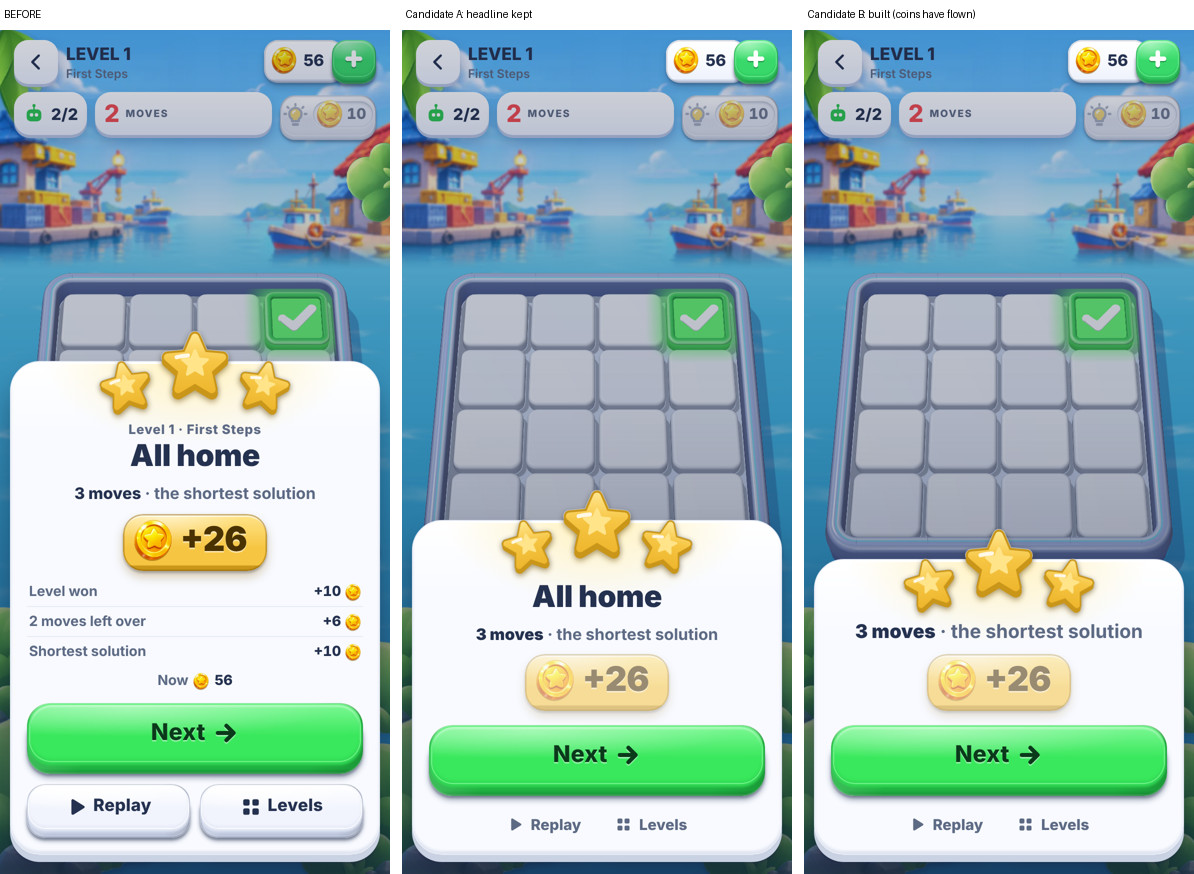 BEFORE
LEVEL 1
First Steps
56
2/2
2 MOVES
10
Level 1 · First Steps
All home
3 moves · the shortest solution
+26
Level won +10
2 moves left over +6
Shortest solution +10
Now 56
Next
Replay
Levels
Candidate A: headline kept
LEVEL 1
First Steps
56
2/2
2 MOVES
10
All home
3 moves · the shortest solution
+26
Next
Replay
Levels
Candidate B: built (coins have flown)
LEVEL 1
First Steps
56
2/2
2 MOVES
10
3 moves · the shortest solution
+26
Next
Replay
Levels